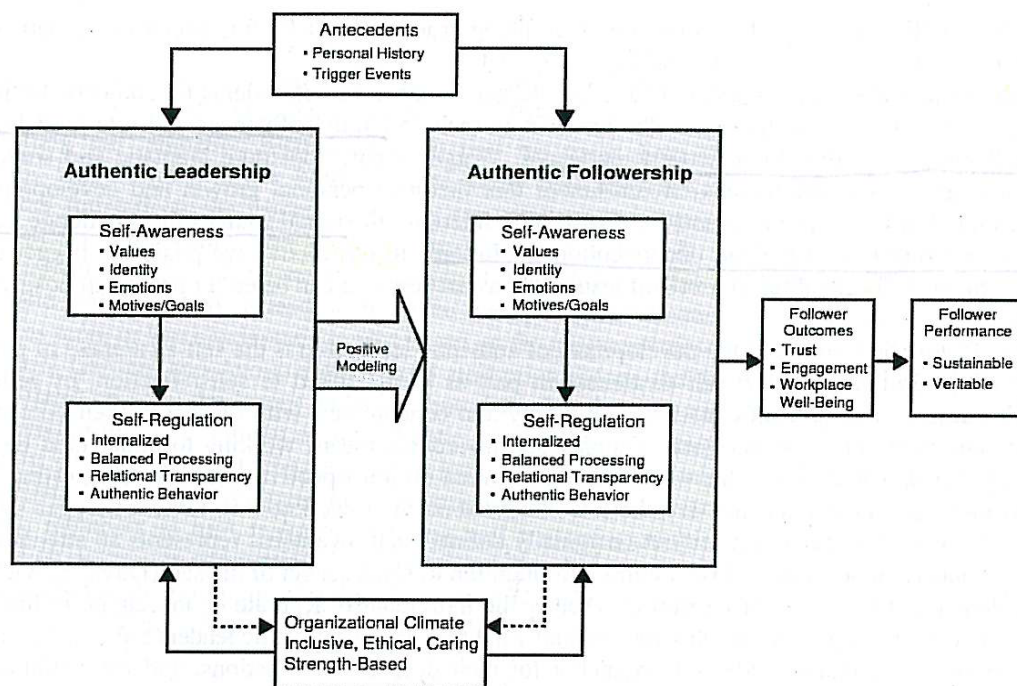 Antecedents
▪ Personal History
▪ Trigger Events
Authentic Leadership
Self-Awareness
▪ Values
▪ Identity
▪ Emotions
▪ Motives/Goals
Self-Regulation
▪ Internalized
▪ Balanced Processing
▪ Relational Transparency
▪ Authentic Behavior
Positive
Modeling
Authentic Followership
Self-Awareness
▪ Values
▪ Identity
▪ Emotions
▪ Motives/Goals
Self-Regulation
▪ Internalized
▪ Balanced Processing
▪ Relational Transparency
▪ Authentic Behavior
Follower
Outcomes
▪ Trust
▪ Engagement
▪ Workplace
Well-Being
Follower
Performance
▪ Sustainable
▪ Veritable
Organizational Climate
Inclusive, Ethical, Caring
Strength-Based